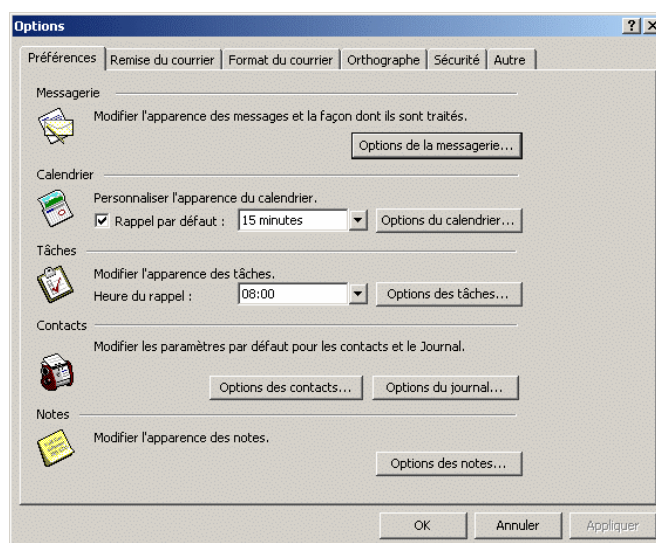 Options
Préférences Remise du courrier Format du courrier Orthographe Sécurité Autre
Messagerie
Modifier l'apparence des messages et la façon dont ils sont traités.
Options de la messagerie...
Calendrier
Personnaliser l'apparence du calendrier.
Rappel par défaut : 15 minutes Options du calendrier...
Tâches
Modifier l'apparence des tâches.
Heure du rappel : 08:00 Options des tâches...
Contacts
Modifier les paramètres par défaut pour les contacts et le Journal.
Options des contacts... Options du journal...
Notes
Modifier l'apparence des notes.
Options des notes...
OK Annuler Appliquer